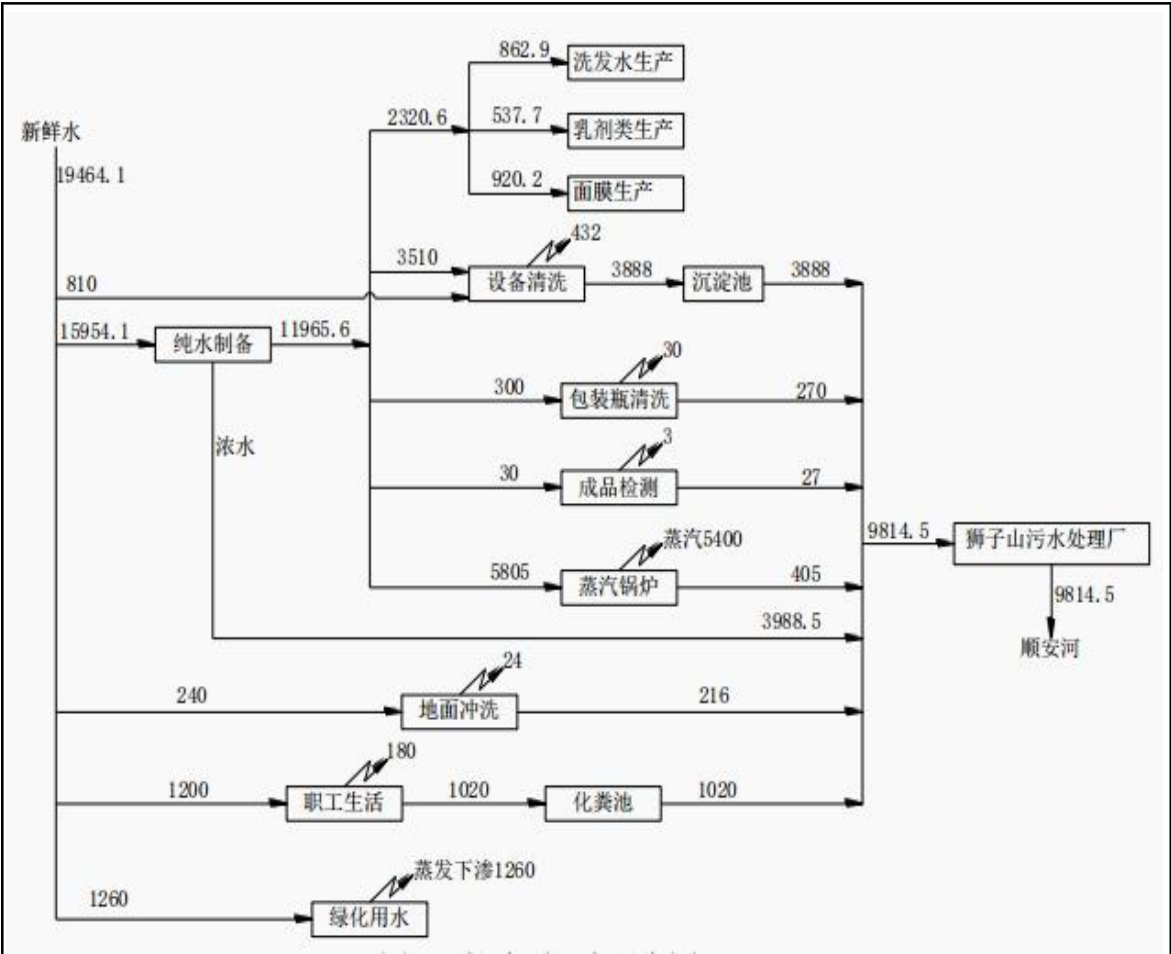 862.9
洗发水生产
2320.6
537.7
乳剂类生产
新鲜水
19464.1
920.2
面膜生产
432
3510
设备清洗
3888
沉淀池
3888
810
15954.1
纯水制备
11965.6
30
300
包装瓶清洗
270
浓水
3
30
成品检测
27
9814.5
狮子山污水处理厂
蒸汽5400
5805
蒸汽锅炉
405
9814.5
3988.5
顺安河
24
240
地面冲洗
216
180
1200
职工生活
1020
化粪池
1020
蒸发下渗1260
1260
绿化用水